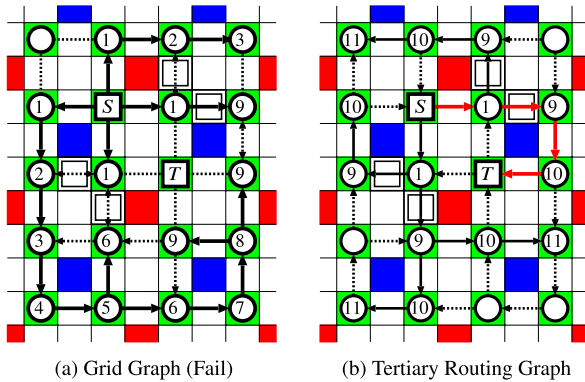 1 2 3 11 10 9
1 S 1 9 10 S 1 9
2 1 T 9 9 1 T 10
3 6 9 8 9 10 11
4 5 6 7 11 10
(a) Grid Graph (Fail) (b) Tertiary Routing Graph